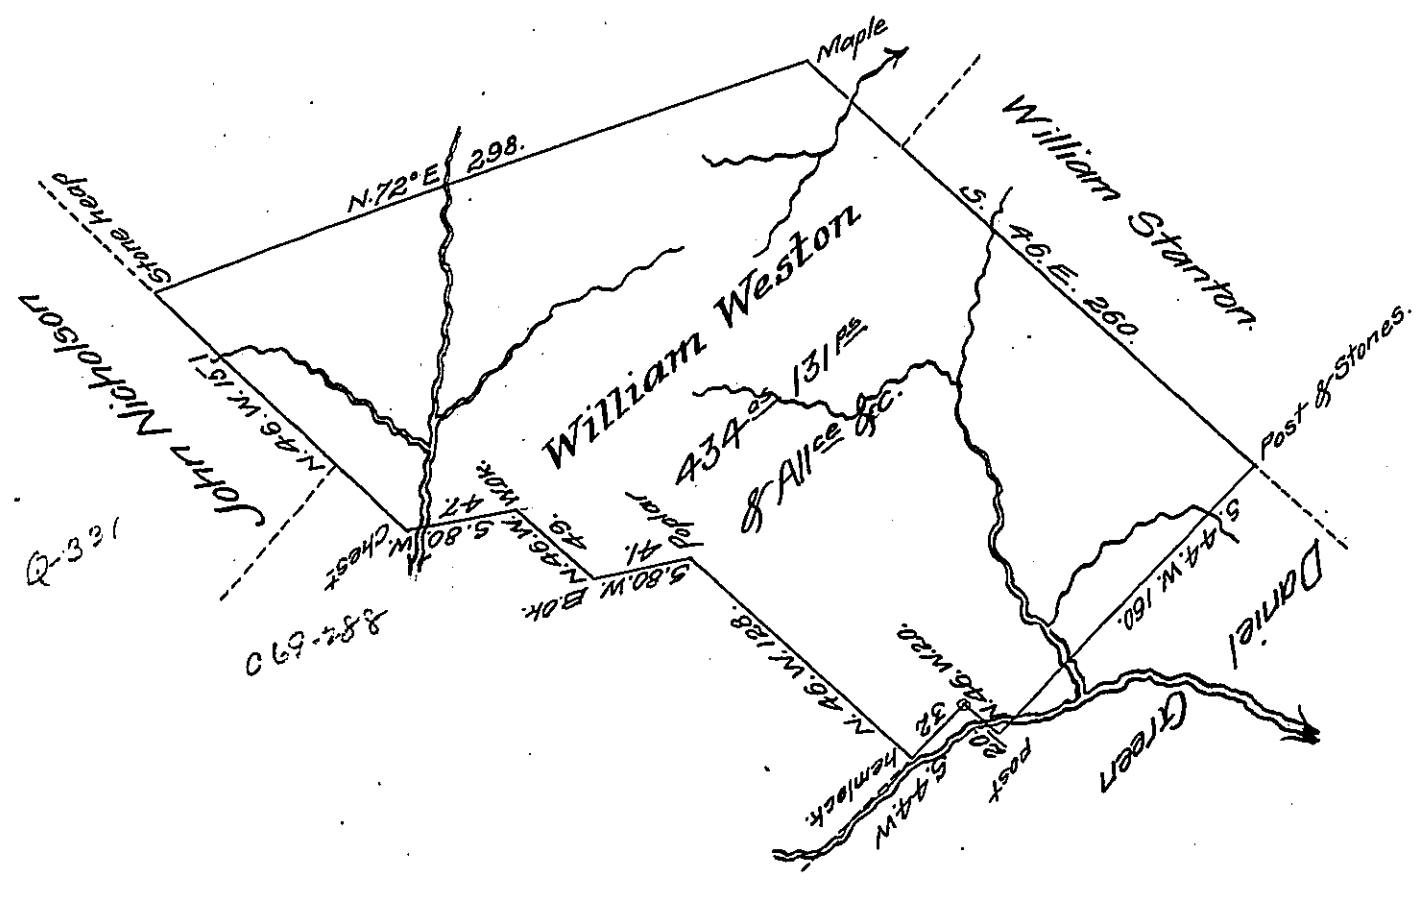 Maple
N.72° E. 298.
Stone heap
William Stanton.
S. 46. E. 260.
John Nicholson
N.46.W. 151
William Weston
434 as 131 ps
& Allce &c.
Post & Stones.
S. 44.W. 160.
Daniel
Green
Chest
S.80.W. 47.
W.Ok.
N.46.W. 49.
B.Ok.
S.80.W. 41.
Poplar
N.46.W. 128.
hemlock.
S.44.W 32
N.46.W.20.
20
post
Q-331
C 69-288